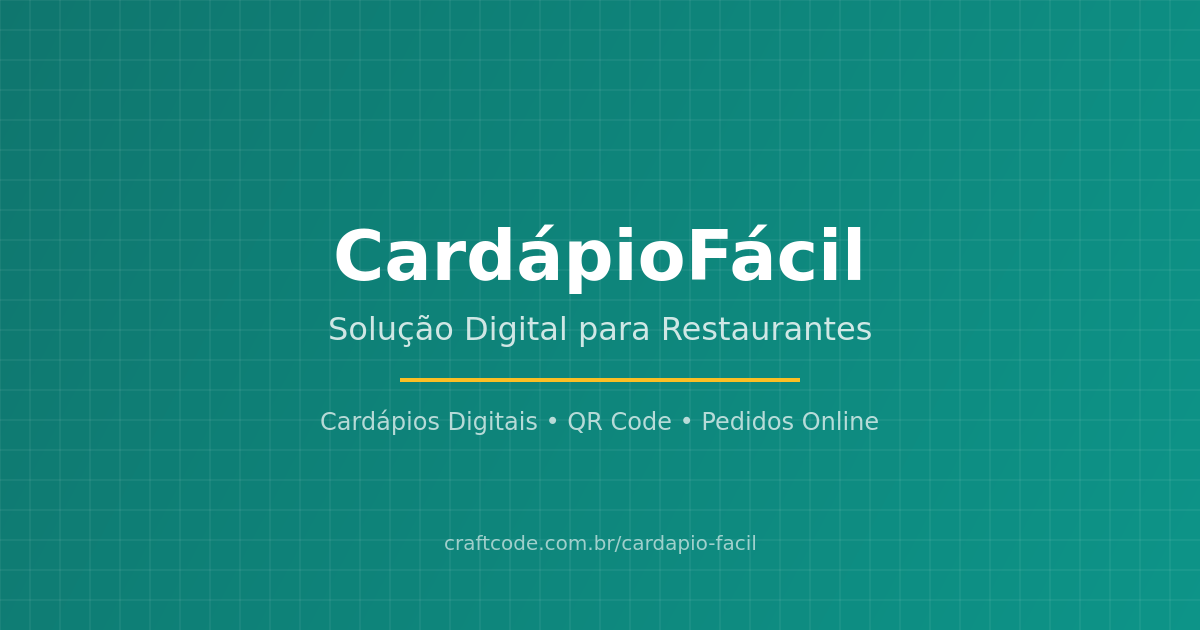 CardápioFácil
Solução Digital para Restaurantes
Cardápios Digitais • QR Code • Pedidos Online
craftcode.com.br/cardapio-facil